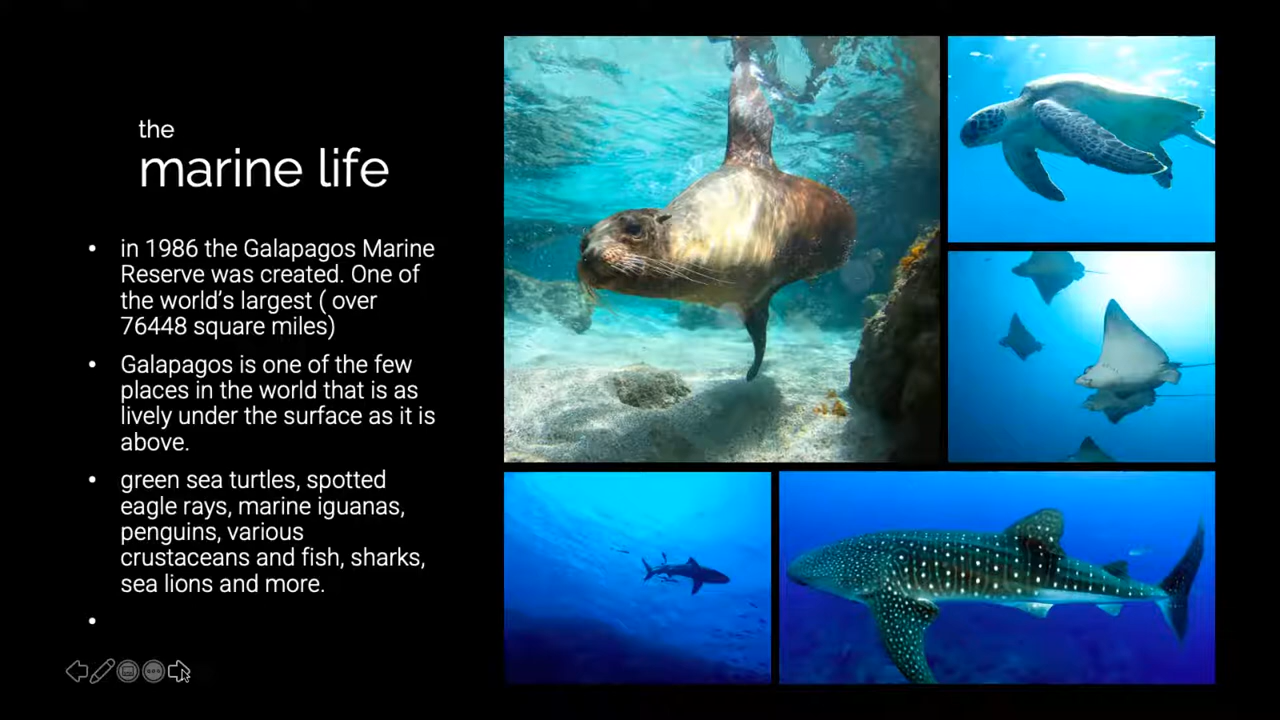 the
marine life
• in 1986 the Galapagos Marine
Reserve was created. One of
the world's largest ( over
76448 square miles)
• Galapagos is one of the few
places in the world that is as
lively under the surface as it is
above.
• green sea turtles, spotted
eagle rays, marine iguanas,
penguins, various
crustaceans and fish, sharks,
sea lions and more.
•